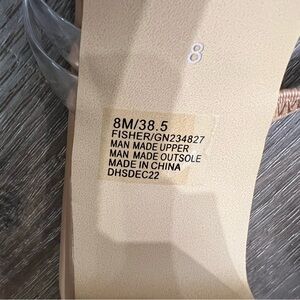 8
8M/38.5
FISHER/GN234827
MAN MADE UPPER
MAN MADE OUTSOLE
MADE IN CHINA
DHSDEC22